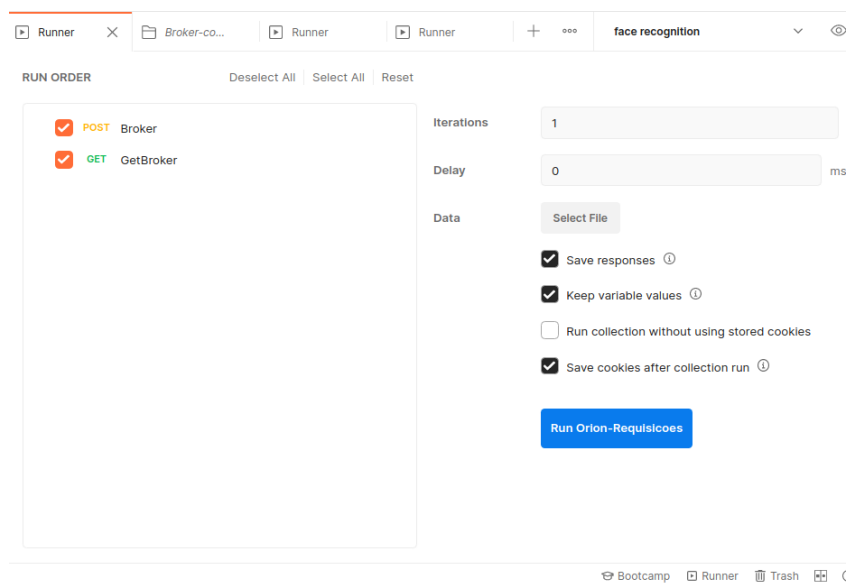 Runner Broker-co... Runner Runner face recognition
RUN ORDER Deselect All Select All Reset
POST Broker
GET GetBroker
Iterations 1
Delay 0 ms
Data Select File
Save responses
Keep variable values
Run collection without using stored cookies
Save cookies after collection run
Run Orion-Requisicoes
Bootcamp Runner Trash